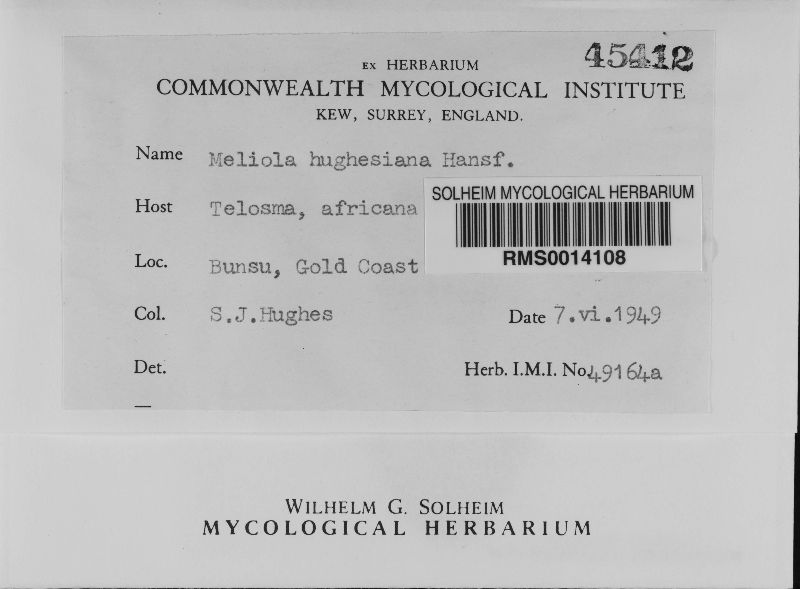 45412
EX HERBARIUM
COMMONWEALTH MYCOLOGICAL INSTITUTE
KEW, SURREY, ENGLAND.
Name Meliola hughesiana Hansf.
Host Telosma, africana
SOLHEIM MYCOLOGICAL HERBARIUM
RMS0014108
Loc. Bunsu, Gold Coast
Col. S.J.Hughes Date 7.vi.1949
Det. Herb. I.M.I. No. 49164a
WILHELM G. SOLHEIM
MYCOLOGICAL HERBARIUM